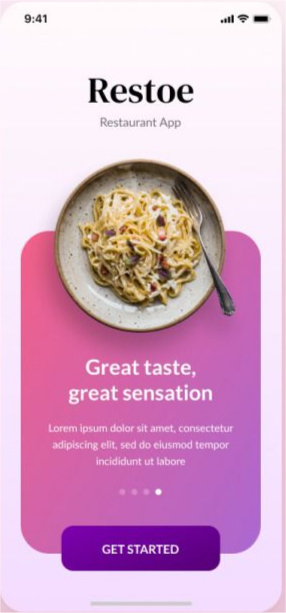 9:41
Restoe
Restaurant App
Great taste,
great sensation
Lorem ipsum dolor sit amet, consectetur
adipiscing elit, sed do eiusmod tempor
incididunt ut labore
GET STARTED